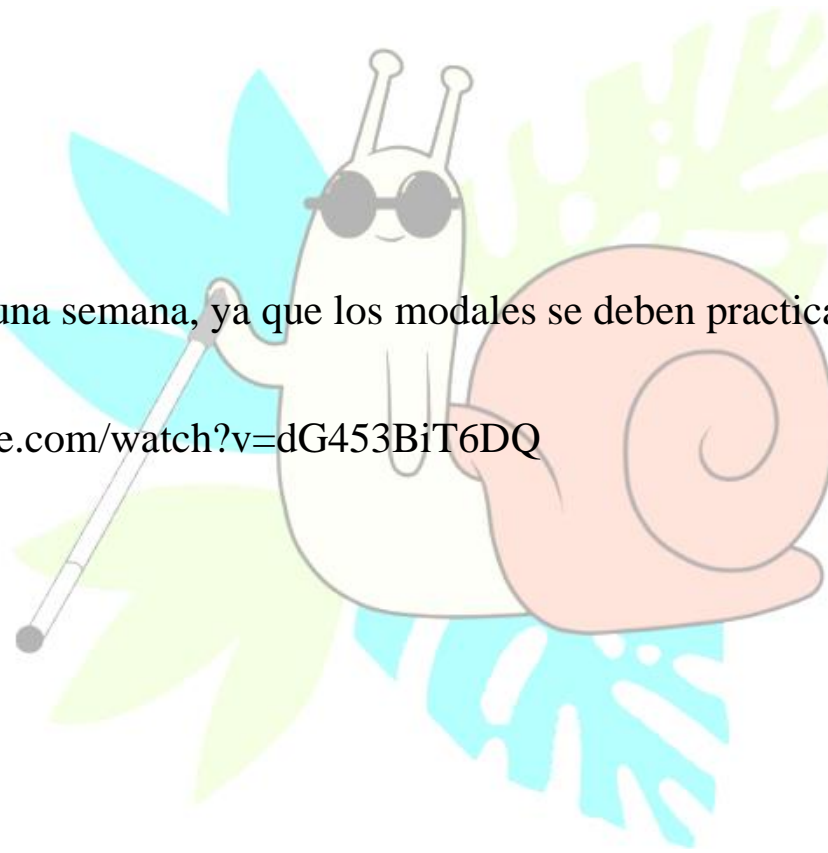 una semana, ya que los modales se deben practica
e.com/watch?v=dG453BiT6DQ